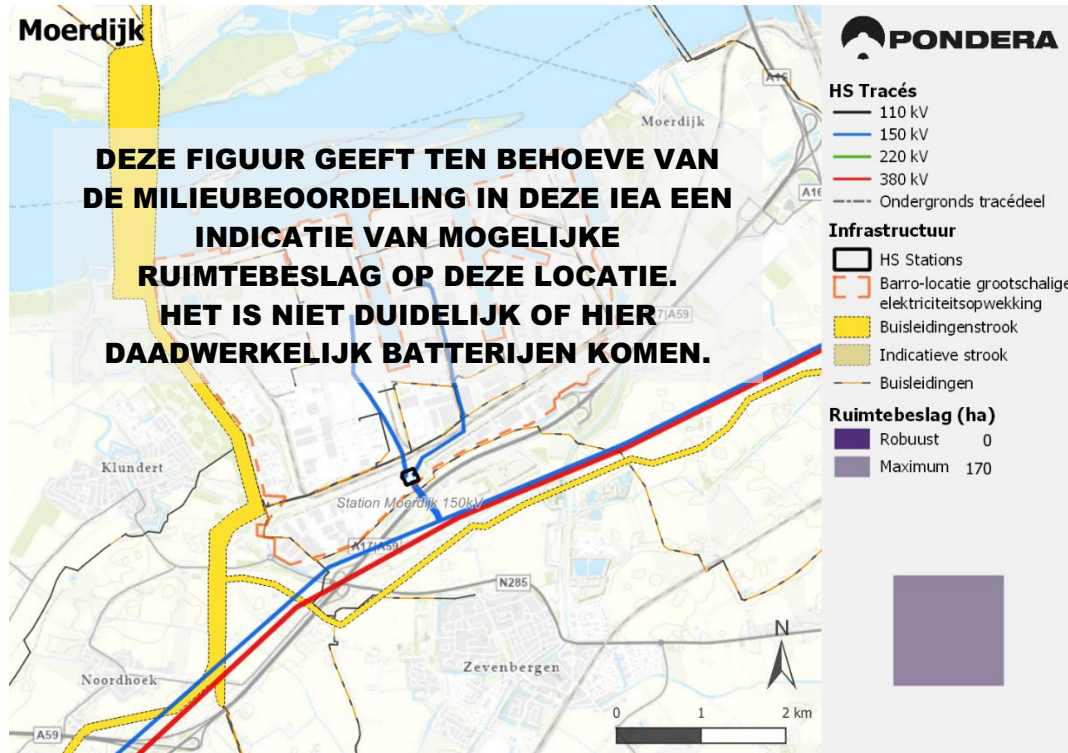 Moerdijk
A16
Moerdijk
DEZE FIGUUR GEEFT TEN BEHOEVE VAN
DE MILIEUBEOORDELING IN DEZE IEA EEN
INDICATIE VAN MOGELIJKE
RUIMTEBESLAG OP DEZE LOCATIE.
HET IS NIET DUIDELIJK OF HIER
DAADWERKELIJK BATTERIJEN KOMEN.
A16
A17|A59
Klundert
Station Moerdijk 150kV
A17|A59
N285
Zevenbergen
Noordhoek
A59
N
0 1 2 km
PONDERA
HS Tracés
110 kV
150 kV
220 kV
380 kV
Ondergronds tracédeel
Infrastructuur
HS Stations
Barro-locatie grootschalige
elektriciteitsopwekking
Buisleidingenstrook
Indicatieve strook
Buisleidingen
Ruimtebeslag (ha)
Robuust 0
Maximum 170